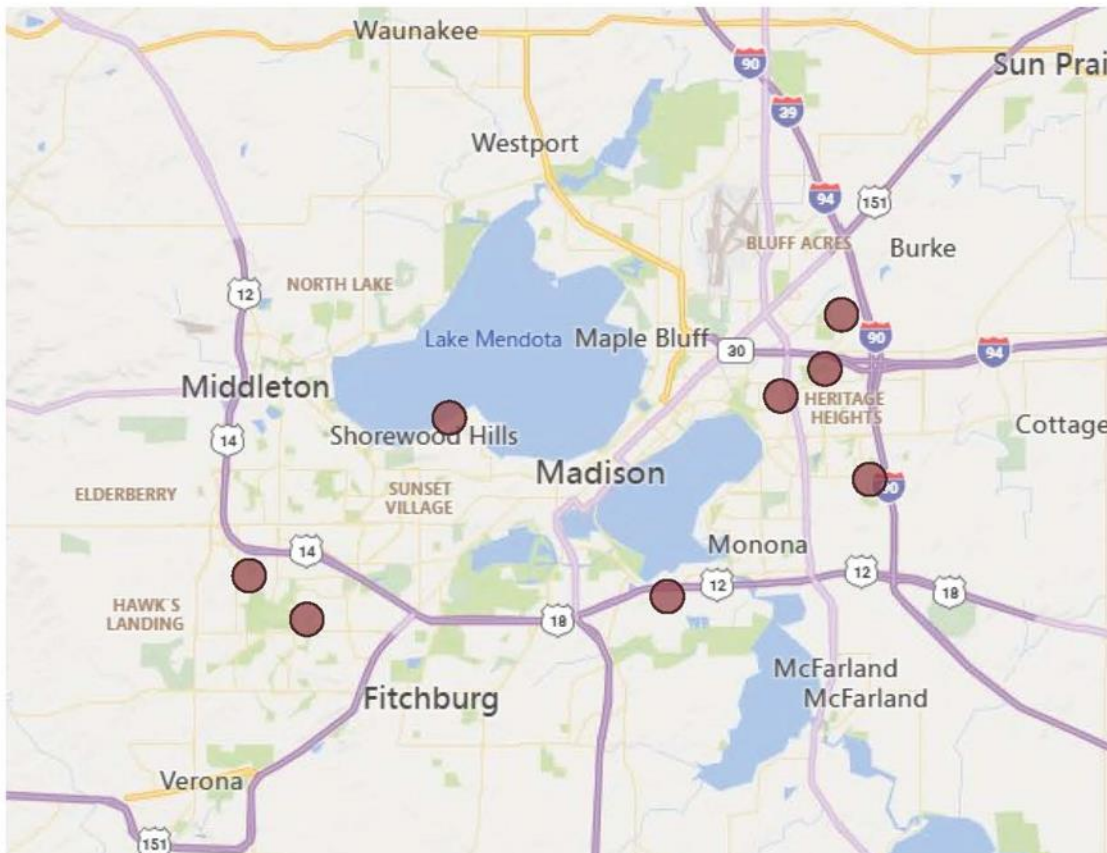 Waunakee
90
Sun Prai
39
Westport
94
151
BLUFF ACRES
Burke
NORTH LAKE
12
Lake Mendota
Maple Bluff
30
90
94
Middleton
HERITAGE
HEIGHTS
14
Shorewood Hills
Cottage
Madison
ELDERBERRY
SUNSET
VILLAGE
14
Monona
12
12
18
HAWK'S
LANDING
18
McFarland
McFarland
Fitchburg
Verona
151